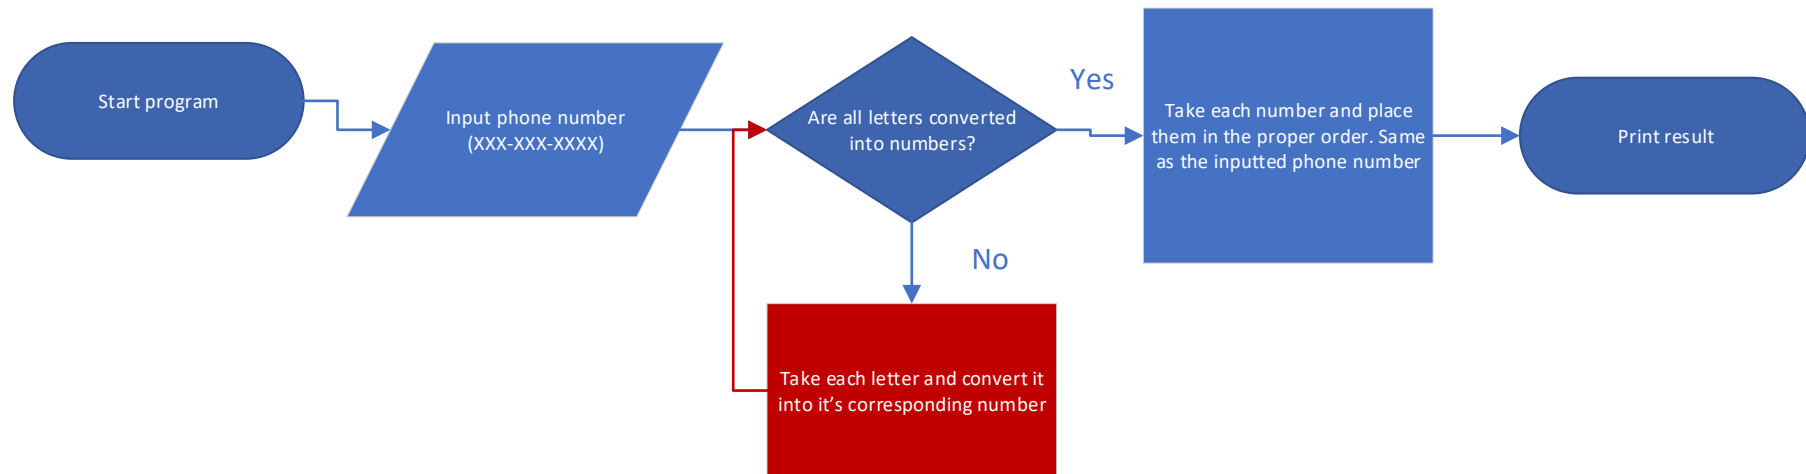 Start program
Input phone number
(XXX-XXX-XXXX)
Are all letters converted
into numbers?
Yes
No
Take each letter and convert it
into it’s corresponding number
Take each number and place
them in the proper order. Same
as the inputted phone number
Print result